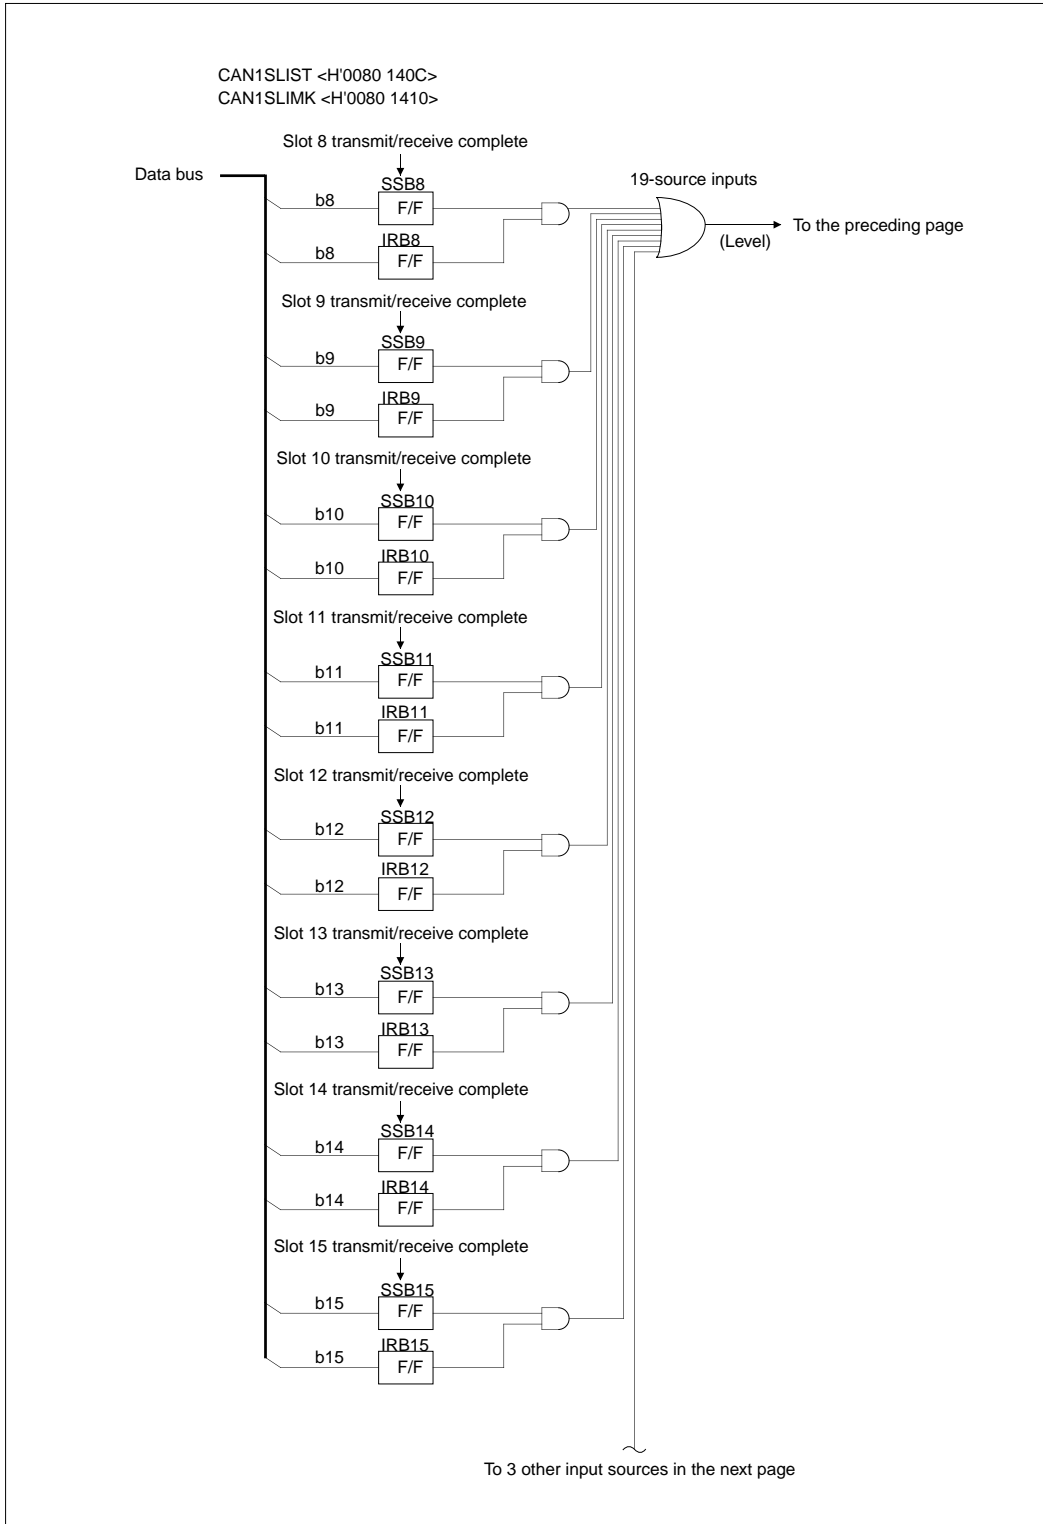 CAN1SLIST <H'0080 140C>
CAN1SLIMK <H'0080 1410>
Slot 8 transmit/receive complete
Data bus
SSB8
19-source inputs
b8
F/F
To the preceding page
(Level)
IRB8
b8
F/F
Slot 9 transmit/receive complete
SSB9
b9
F/F
IRB9
b9
F/F
Slot 10 transmit/receive complete
SSB10
b10
F/F
IRB10
b10
F/F
Slot 11 transmit/receive complete
SSB11
b11
F/F
IRB11
b11
F/F
Slot 12 transmit/receive complete
SSB12
b12
F/F
IRB12
b12
F/F
Slot 13 transmit/receive complete
SSB13
b13
F/F
IRB13
b13
F/F
Slot 14 transmit/receive complete
SSB14
b14
F/F
IRB14
b14
F/F
Slot 15 transmit/receive complete
SSB15
b15
F/F
IRB15
b15
F/F
To 3 other input sources in the next page